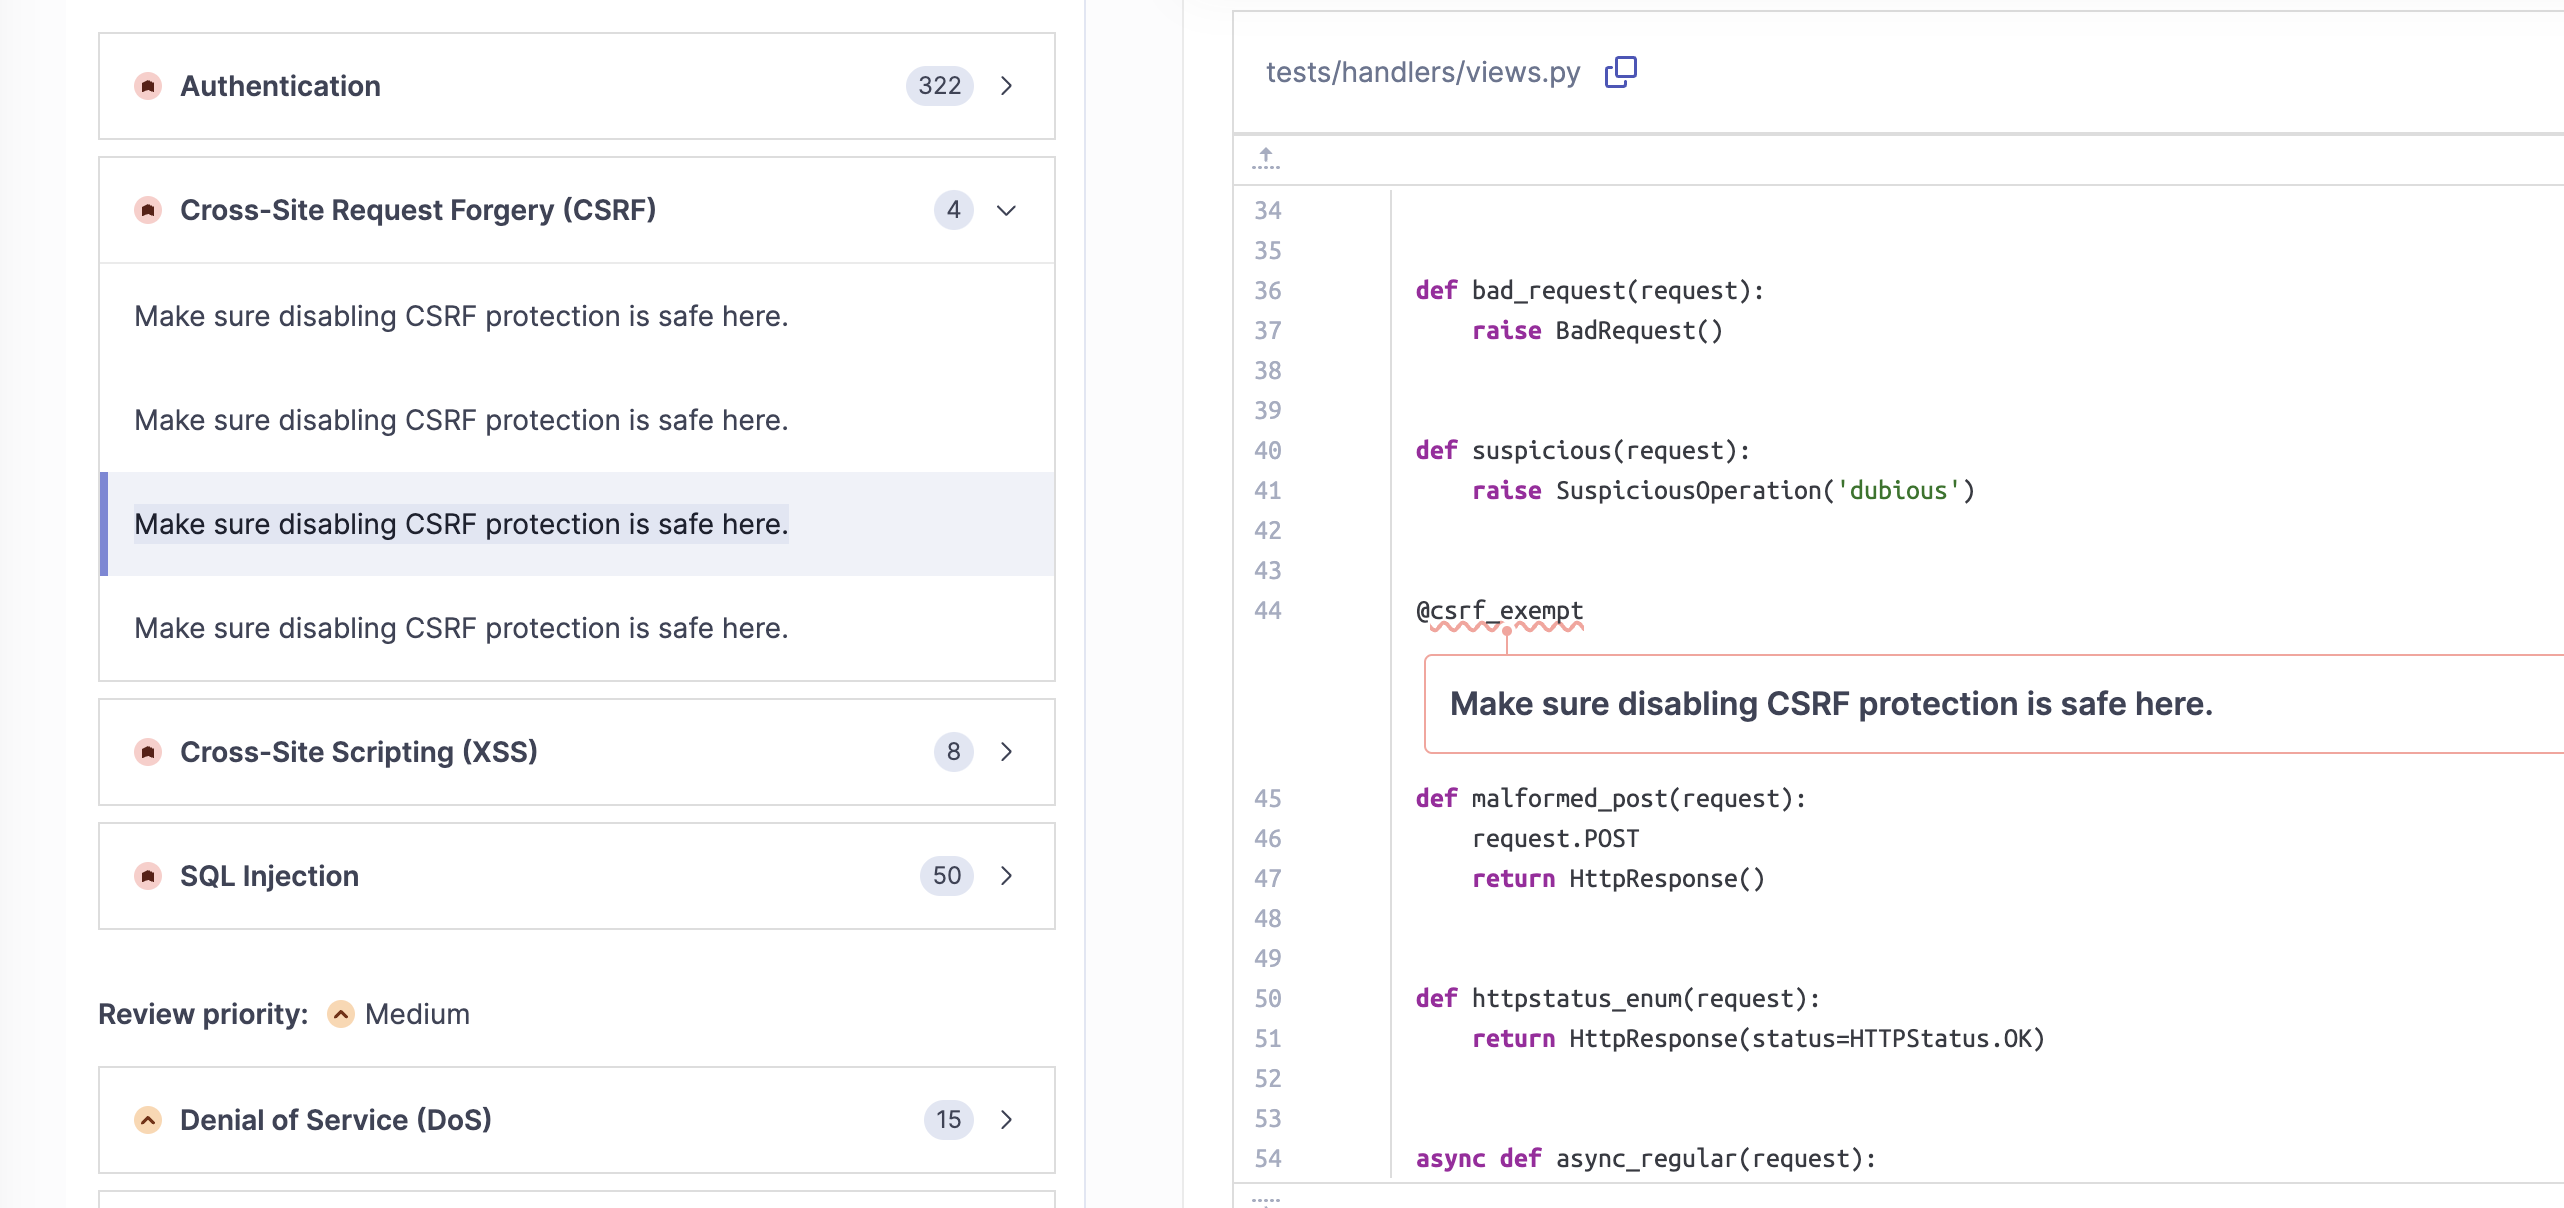 Authentication 322
Cross-Site Request Forgery (CSRF) 4
Make sure disabling CSRF protection is safe here.
Make sure disabling CSRF protection is safe here.
Make sure disabling CSRF protection is safe here.
Make sure disabling CSRF protection is safe here.
Cross-Site Scripting (XSS) 8
SQL Injection 50
Review priority: Medium
Denial of Service (DoS) 15
tests/handlers/views.py
34
35
36 def bad_request(request):
37     raise BadRequest()
38
39
40 def suspicious(request):
41     raise SuspiciousOperation('dubious')
42
43
44 @csrf_exempt
Make sure disabling CSRF protection is safe here.
45 def malformed_post(request):
46     request.POST
47     return HttpResponse()
48
49
50 def httpstatus_enum(request):
51     return HttpResponse(status=HTTPStatus.OK)
52
53
54 async def async_regular(request):